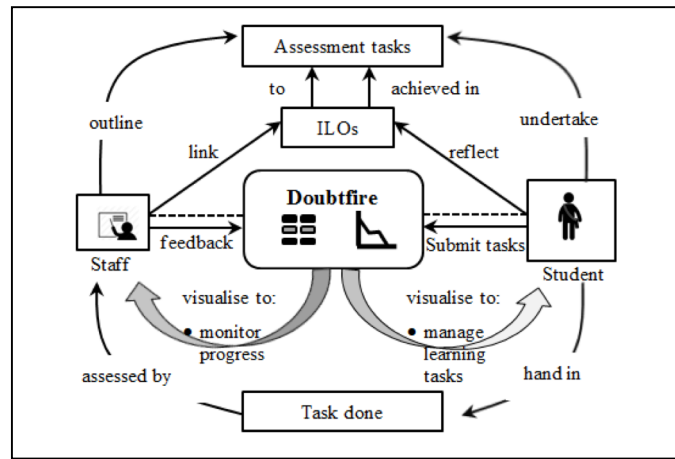 Assessment tasks
to
achieved in
outline
undertake
ILOs
link
reflect
Doubtfire
feedback
Submit tasks
Staff
Student
visualise to:
• monitor
progress
visualise to:
• manage
learning
tasks
assessed by
hand in
Task done